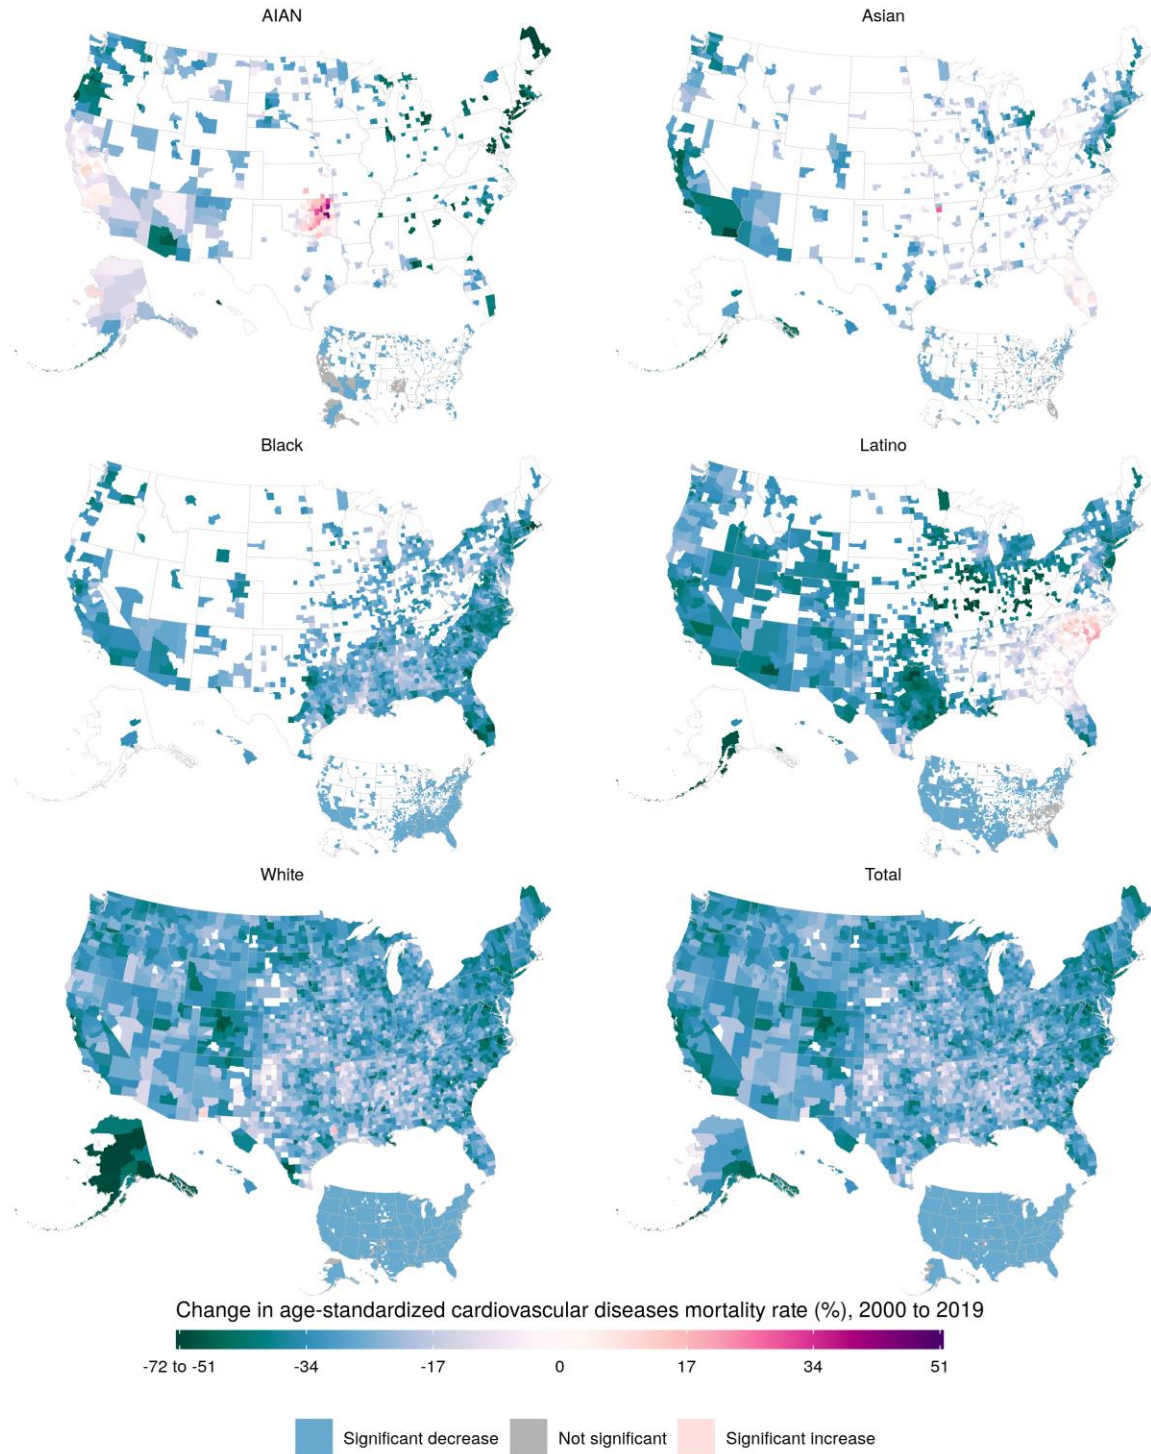 AIAN
Asian
Black
Latino
White
Total
Change in age-standardized cardiovascular diseases mortality rate (%), 2000 to 2019
-72 to -51
-34
-17
0
17
34
51
Significant decrease
Not significant
Significant increase